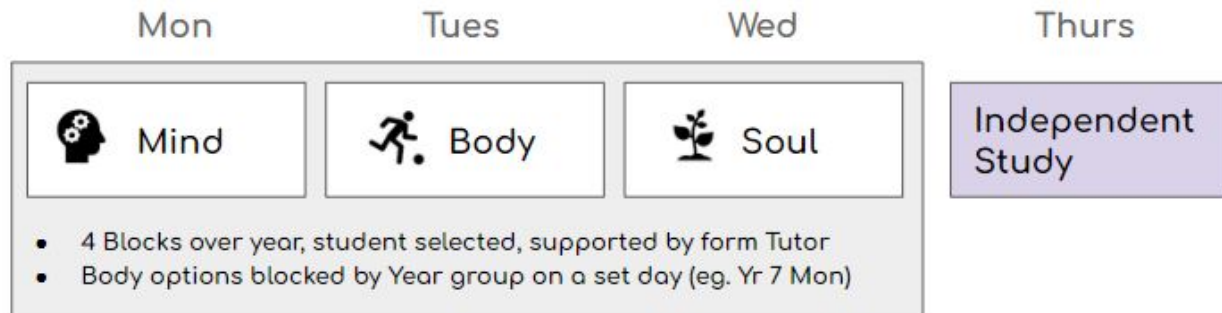 Mon Tues Wed Thurs
Mind Body Soul Independent
Study
• 4 Blocks over year, student selected, supported by form Tutor
• Body options blocked by Year group on a set day (eg. Yr 7 Mon)